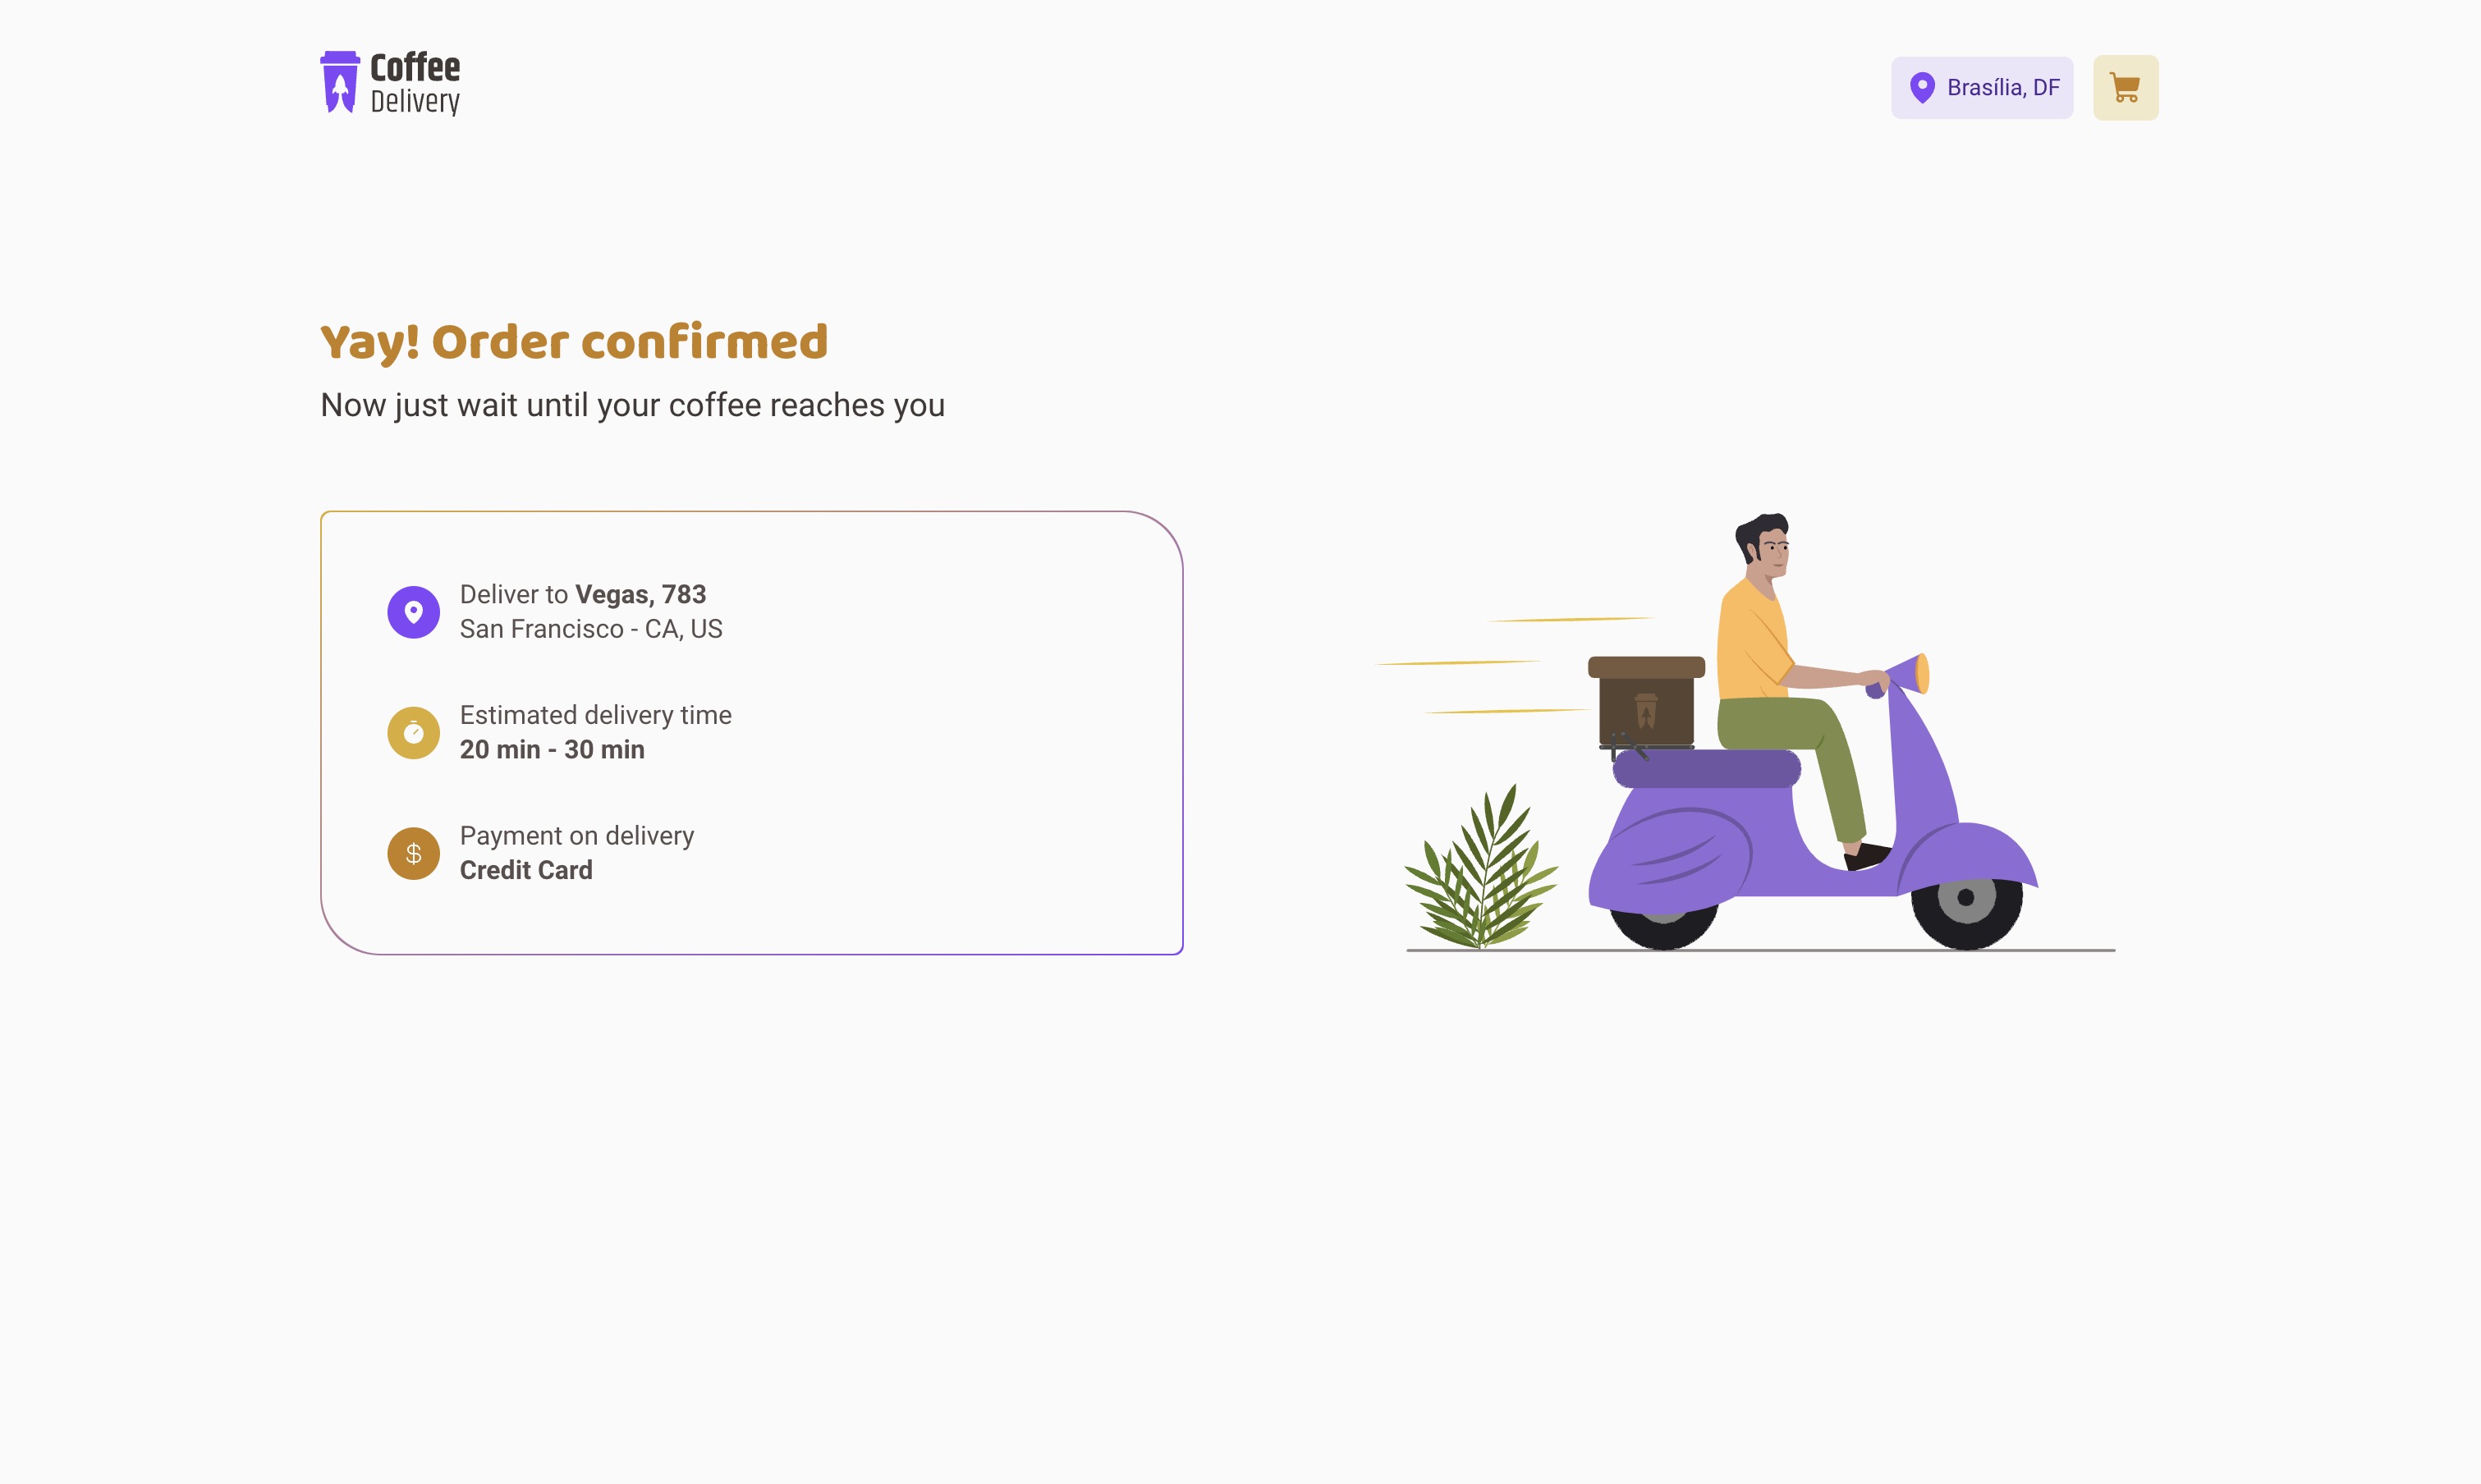 Coffee
Delivery
Brasília, DF
Yay! Order confirmed
Now just wait until your coffee reaches you
Deliver to Vegas, 783
San Francisco - CA, US
Estimated delivery time
20 min - 30 min
Payment on delivery
Credit Card